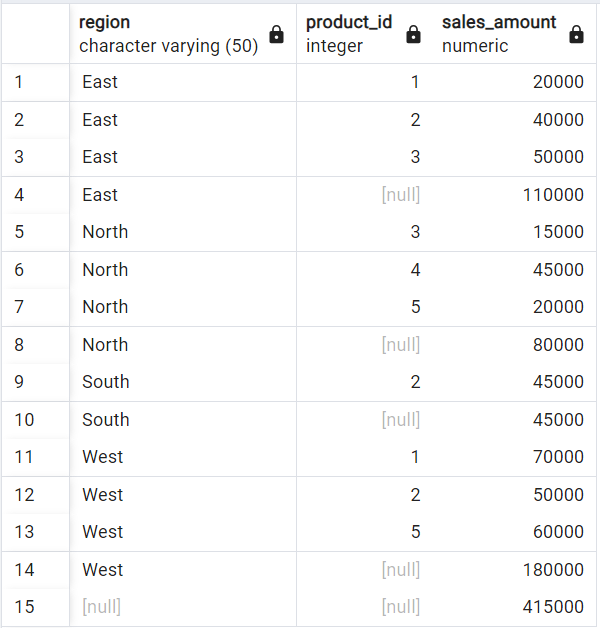 region product_id sales_amount
character varying (50) integer numeric
1 East 1 20000
2 East 2 40000
3 East 3 50000
4 East [null] 110000
5 North 3 15000
6 North 4 45000
7 North 5 20000
8 North [null] 80000
9 South 2 45000
10 South [null] 45000
11 West 1 70000
12 West 2 50000
13 West 5 60000
14 West [null] 180000
15 [null] [null] 415000